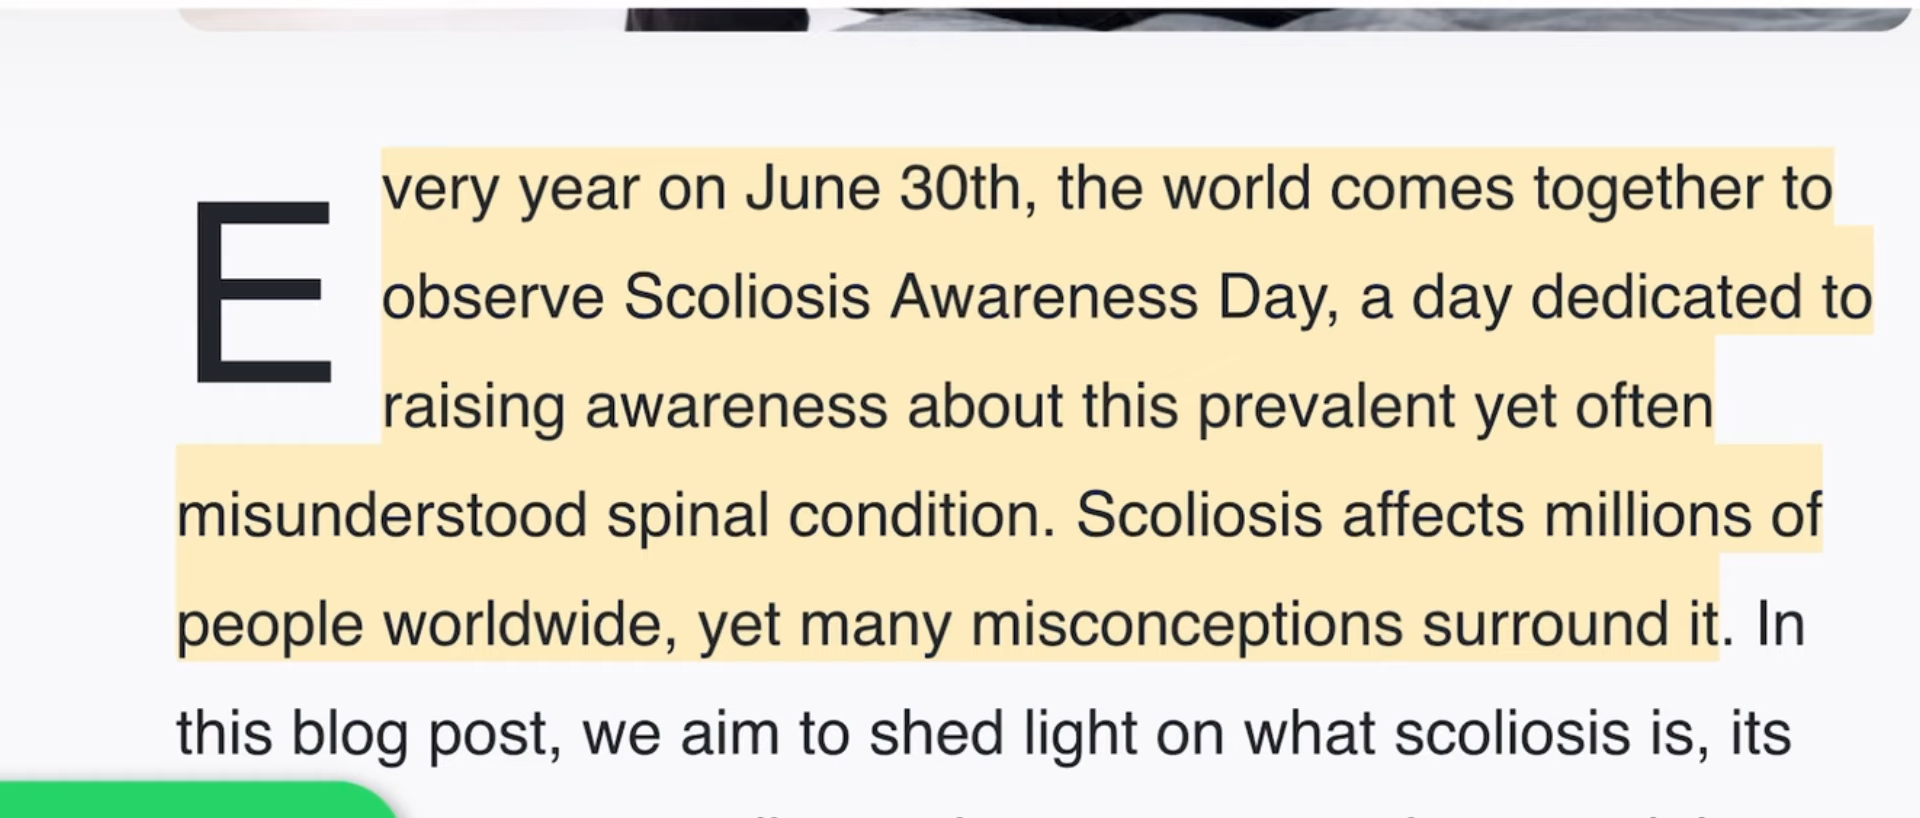 Every year on June 30th, the world comes together to
observe Scoliosis Awareness Day, a day dedicated to
raising awareness about this prevalent yet often
misunderstood spinal condition. Scoliosis affects millions of
people worldwide, yet many misconceptions surround it. In
this blog post, we aim to shed light on what scoliosis is, its